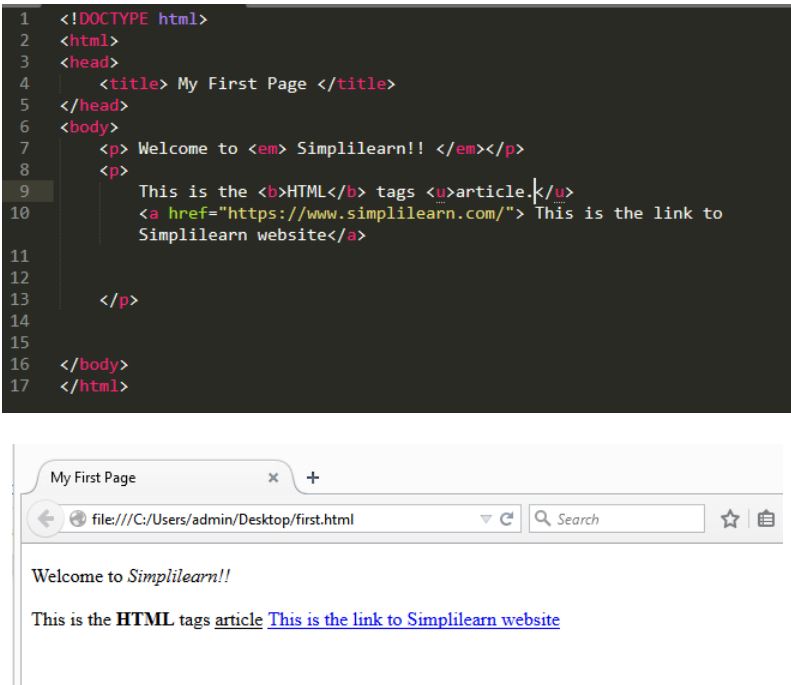 1 <!DOCTYPE html>
2 <html>
3 <head>
4 <title> My First Page </title>
5 </head>
6 <body>
7 <p> Welcome to <em> Simplilearn!! </em></p>
8 <p>
9 This is the <b>HTML</b> tags <u>article.</u>
10 <a href="https://www.simplilearn.com/"> This is the link to
Simplilearn website</a>
11
12
13 </p>
14
15
16 </body>
17 </html>
My First Page × +
file:///C:/Users/admin/Desktop/first.html Search
Welcome to Simplilearn!!
This is the HTML tags article This is the link to Simplilearn website